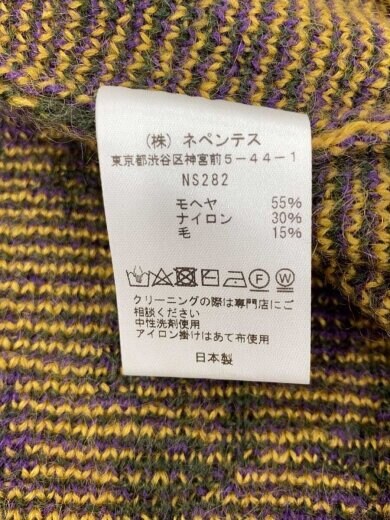 (株) ネペンテス
東京都渋谷区神宮前5-44-1
NS282
モヘヤ 55%
ナイロン 30%
毛 15%
クリーニングの際は専門店にご
相談ください
中性洗剤使用
アイロン掛けはあて布使用
日本製